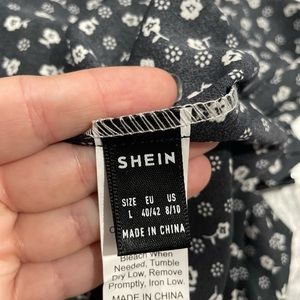 SHEIN
SIZE EU US
L 40/42 8/10
MADE IN CHINA
Bleach When
Needed, Tumble
Dry Low, Remove
Promptly, Iron Low.
MADE IN CHINA